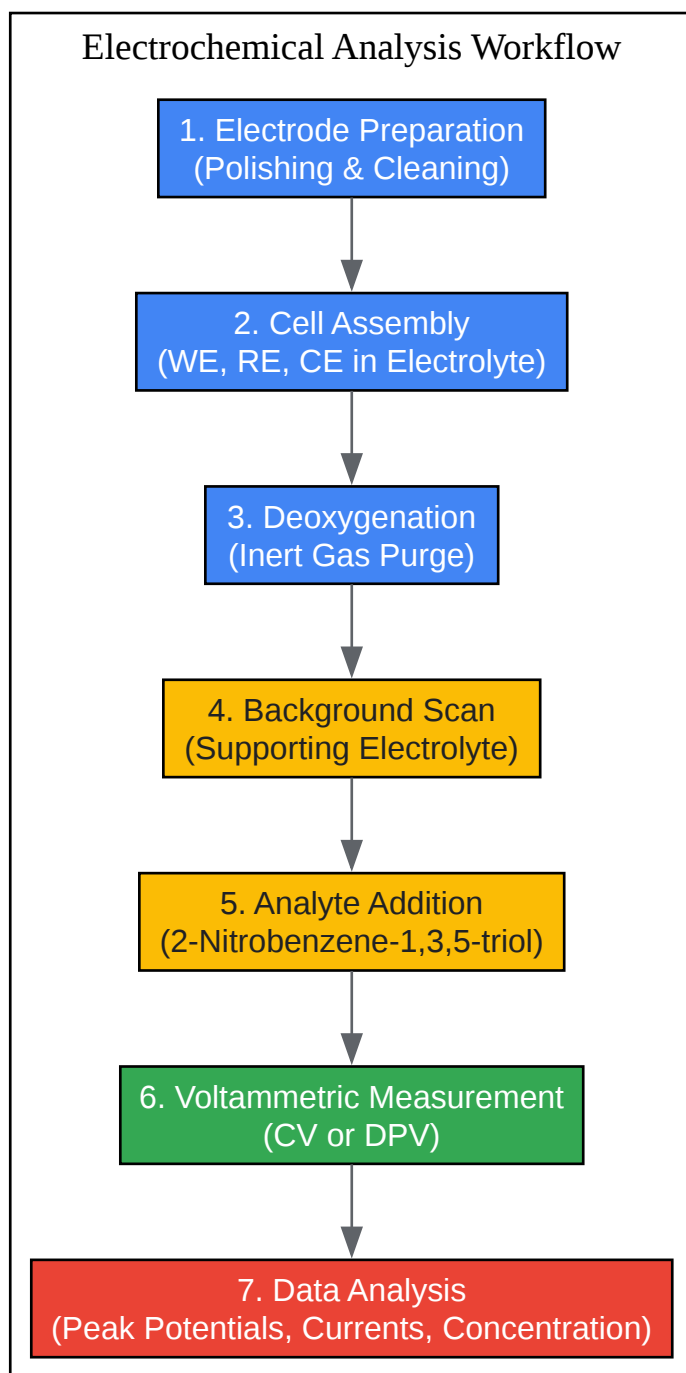 Electrochemical Analysis Workflow
1. Electrode Preparation
(Polishing & Cleaning)
2. Cell Assembly
(WE, RE, CE in Electrolyte)
3. Deoxygenation
(Inert Gas Purge)
4. Background Scan
(Supporting Electrolyte)
5. Analyte Addition
(2-Nitrobenzene-1,3,5-triol)
6. Voltammetric Measurement
(CV or DPV)
7. Data Analysis
(Peak Potentials, Currents, Concentration)